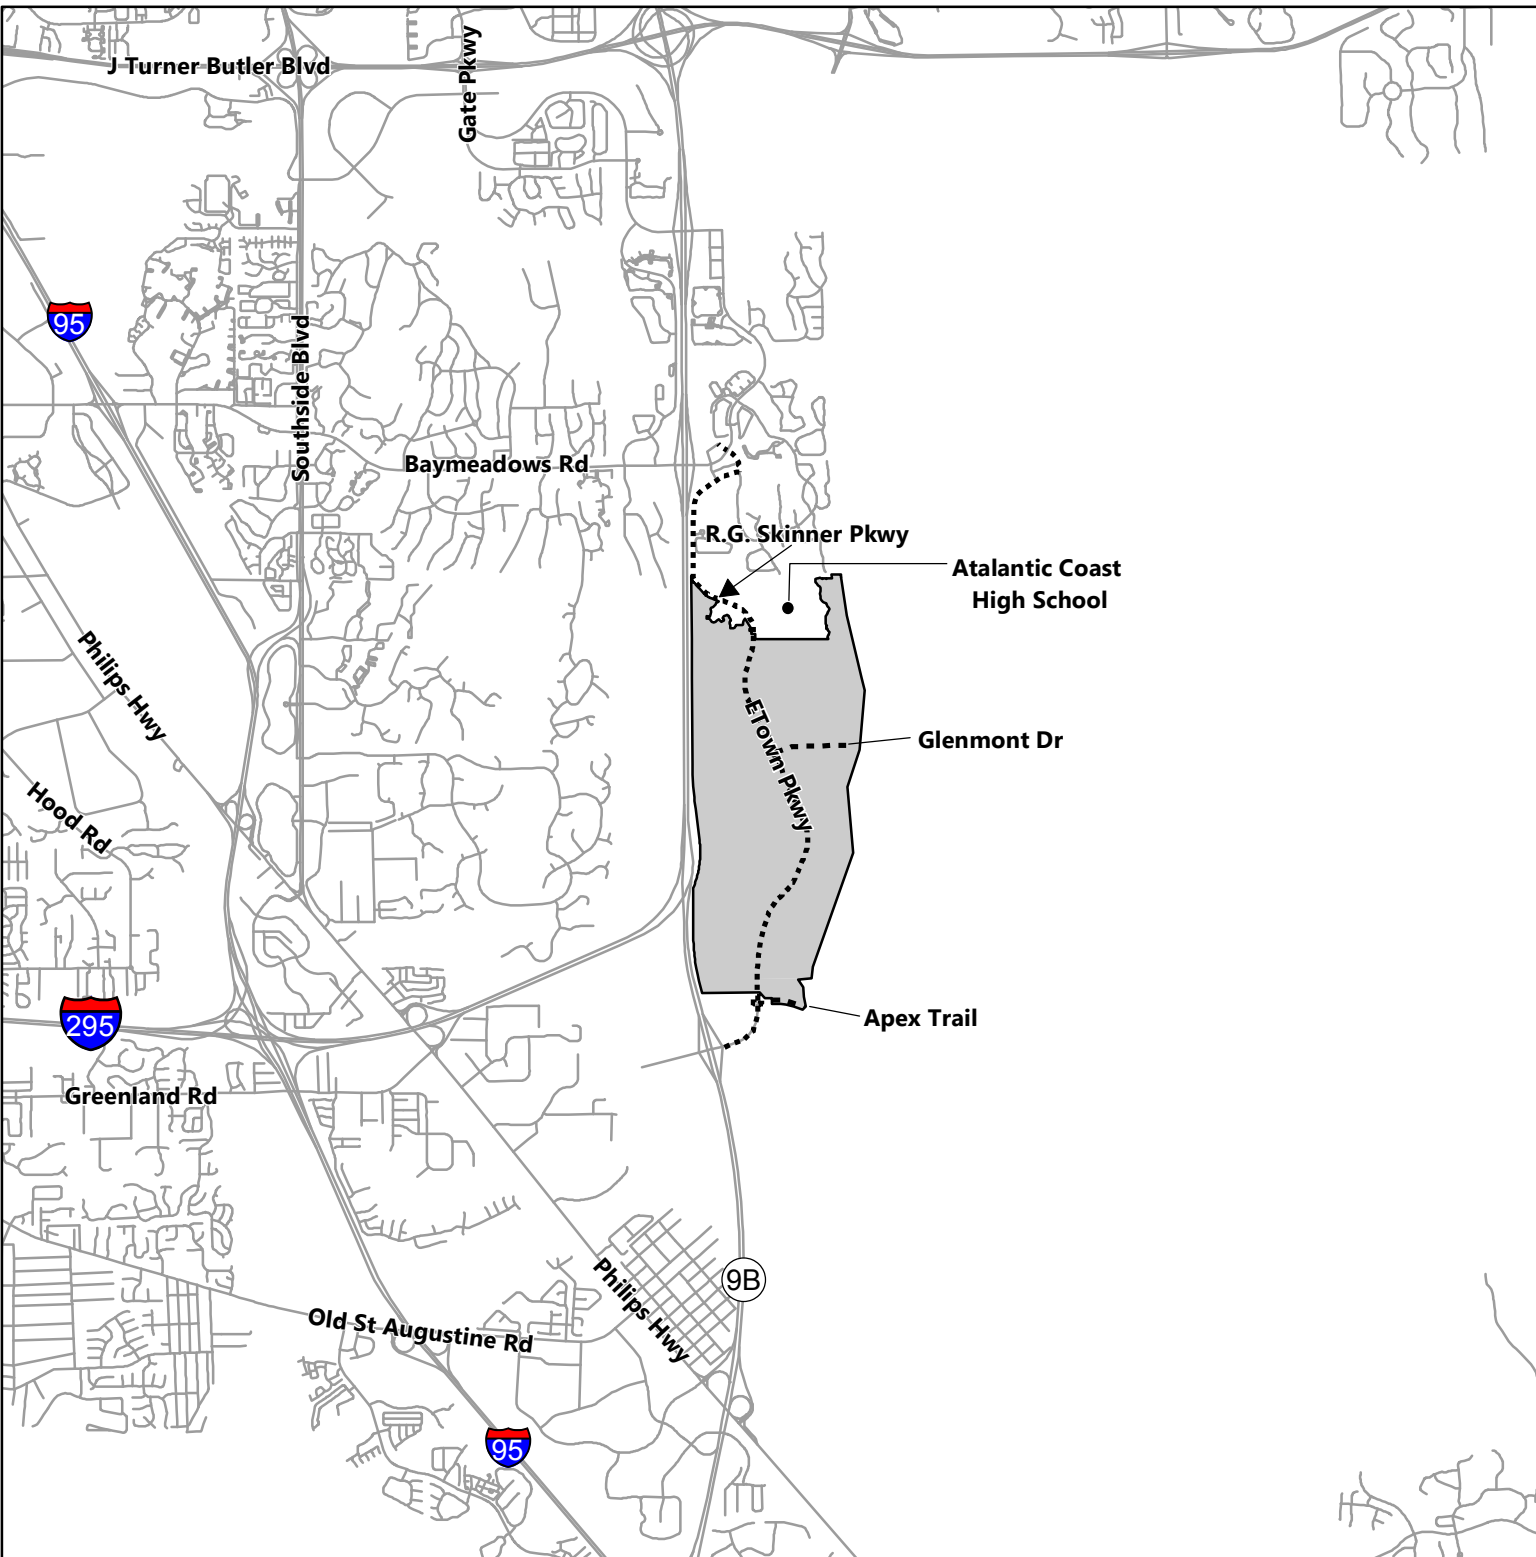 J Turner Butler Blvd
Gate Pkwy
95
Southside Blvd
Baymeadows Rd
R.G. Skinner Pkwy
Atalantic Coast
High School
Philips Hwy
ETown Pkwy
Glenmont Dr
Hood Rd
295
Apex Trail
Greenland Rd
9B
Philips Hwy
Old St Augustine Rd
95